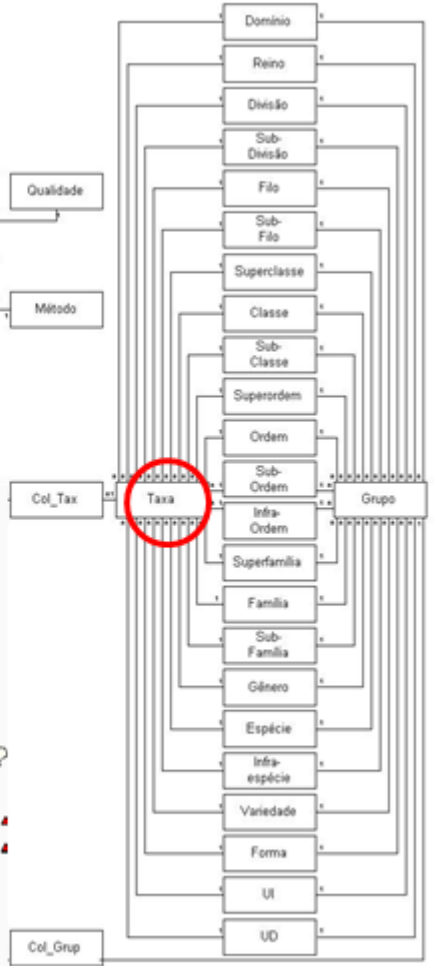 Domínio
Reino
Divisão
Sub-
Divisão
Qualidade
Filo
Sub-
Filo
Superclasse
Método
Classe
Sub-
Classe
Superordem
Ordem
Sub-
Ordem
Col_Tax
Taxa
Grupo
Infra-
Ordem
Superfamília
Família
Sub-
Família
Gênero
Espécie
Infra-
espécie
Variedade
Forma
UI
UD
Col_Grup